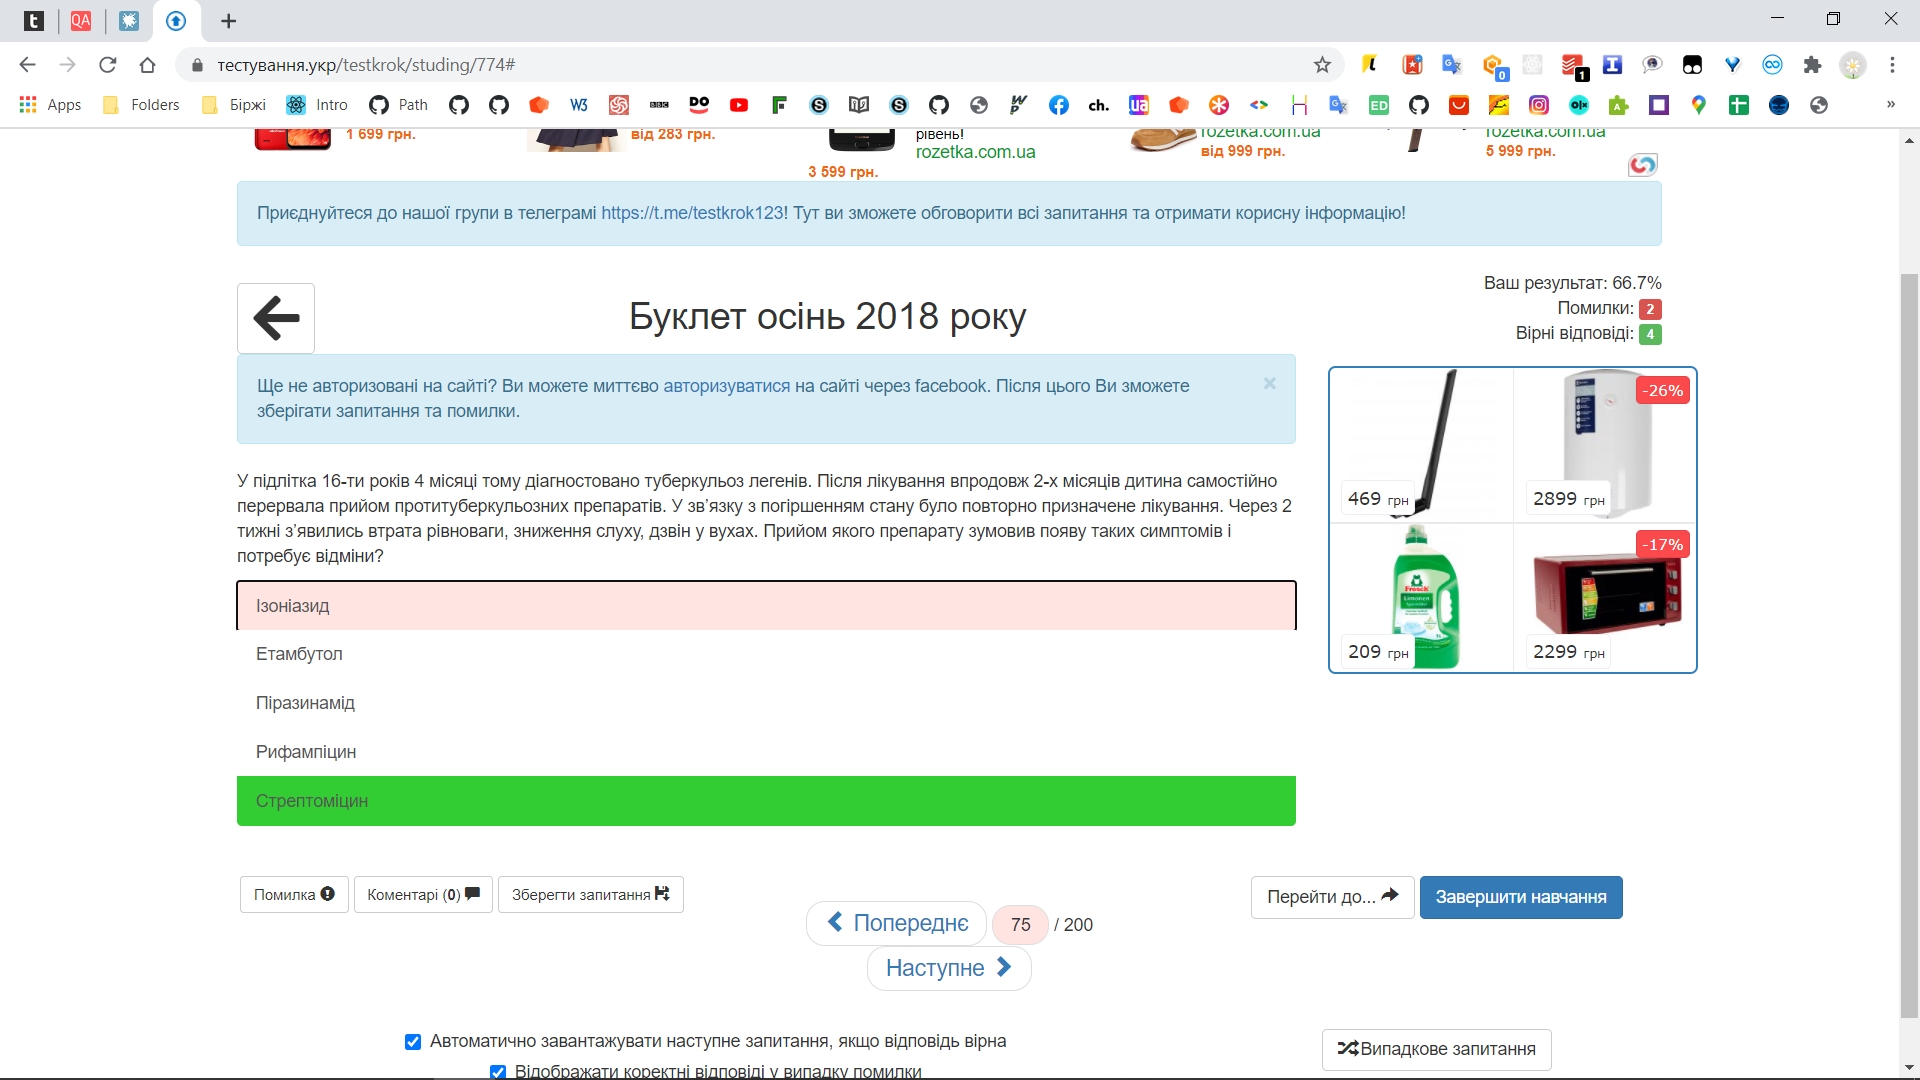 тестування.укр/testkrok/studing/774#
Apps
Folders
Біржі
Intro
Path
W3
BBC
DO
ch.
ua
ED
olx
»
1 699 грн.
від 283 грн.
рівень!
rozetka.com.ua
3 599 грн.
rozetka.com.ua
від 999 грн.
rozetka.com.ua
5 999 грн.
Приєднуйтеся до нашої групи в телеграмі https://t.me/testkrok123! Тут ви зможете обговорити всі запитання та отримати корисну інформацію!
Буклет осінь 2018 року
Ваш результат: 66.7%
Помилки: 2
Вірні відповіді: 4
Ще не авторизовані на сайті? Ви можете миттєво авторизуватися на сайті через facebook. Після цього Ви зможете
зберігати запитання та помилки.
×
У підлітка 16-ти років 4 місяці тому діагностовано туберкульоз легенів. Після лікування впродовж 2-х місяців дитина самостійно
перервала прийом протитуберкульозних препаратів. У зв’язку з погіршенням стану було повторно призначене лікування. Через 2
тижні з’явились втрата рівноваги, зниження слуху, дзвін у вухах. Прийом якого препарату зумовив появу таких симптомів і
потребує відміни?
Ізоніазид
Етамбутол
Піразинамід
Рифампіцин
Стрептоміцин
469 грн
-26%
2899 грн
Frosch
209 грн
-17%
2299 грн
Помилка
Коментарі (0)
Зберегти запитання
Попереднє
75 / 200
Наступне
Перейти до...
Завершити навчання
Автоматично завантажувати наступне запитання, якщо відповідь вірна
Відображати коректні відповіді у випадку помилки
Випадкове запитання